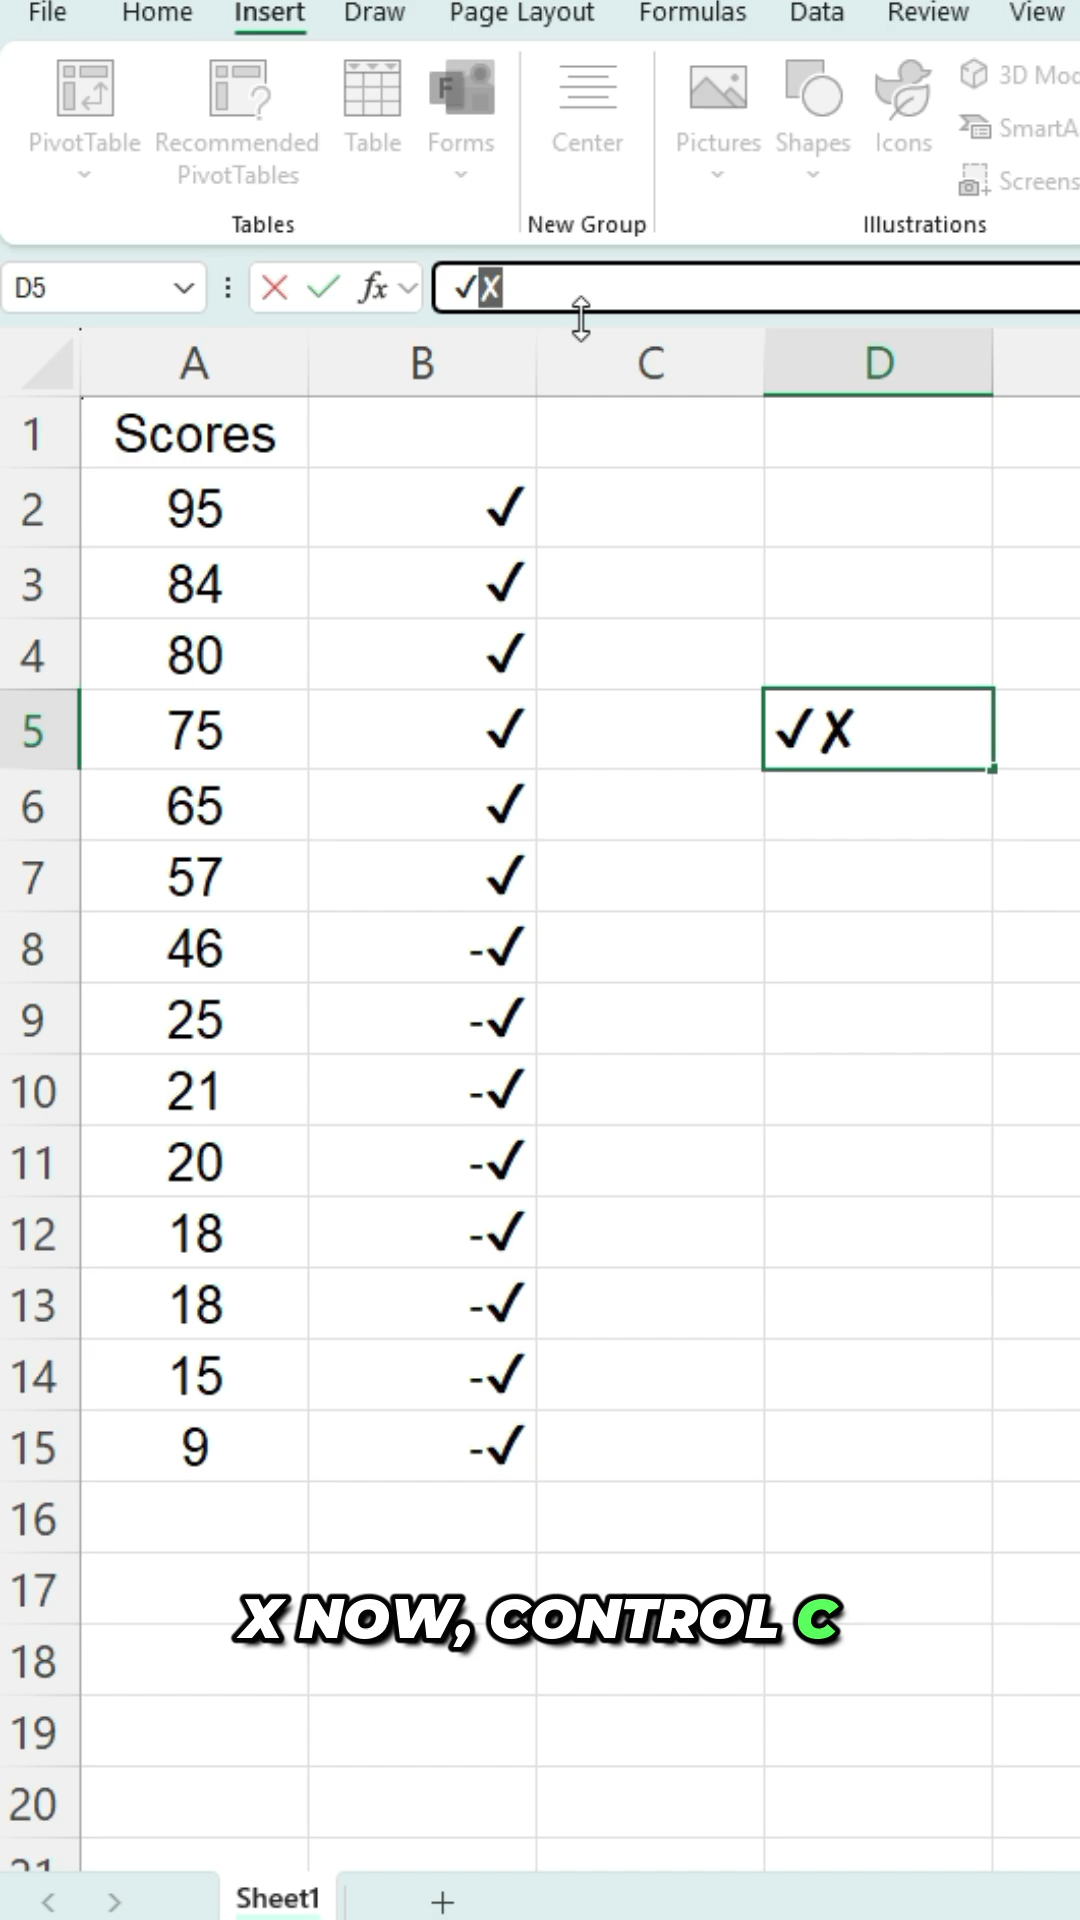 File Home Insert Draw Page Layout Formulas Data Review View
PivotTable Recommended PivotTables Table Forms Center Pictures Shapes Icons
3D Mod
SmartA
Screens
Tables New Group Illustrations
D5 fx ✓X
A B C D
1 Scores
2 95 ✓
3 84 ✓
4 80 ✓
5 75 ✓ ✓✗
6 65 ✓
7 57 ✓
8 46 -✓
9 25 -✓
10 21 -✓
11 20 -✓
12 18 -✓
13 18 -✓
14 15 -✓
15 9 -✓
16
17
X NOW, CONTROL C
18
19
20
21
Sheet1 +